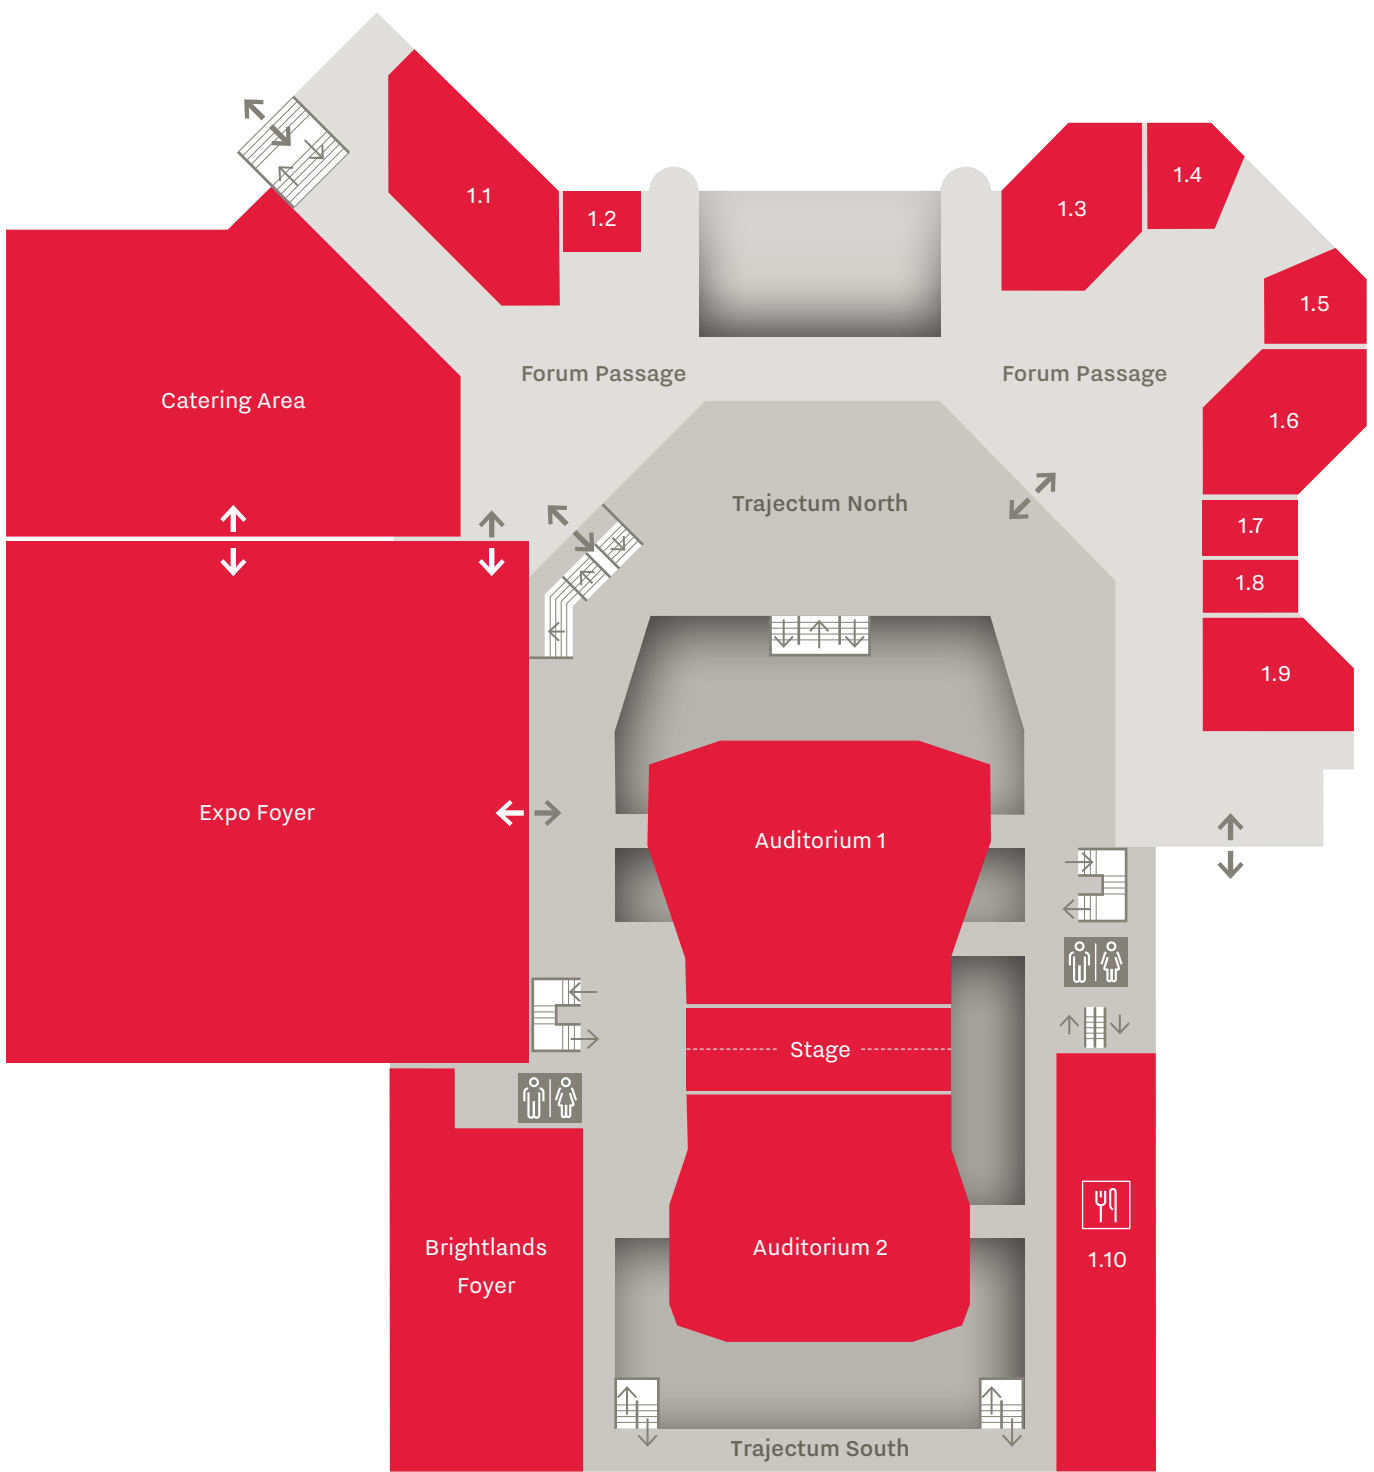 1.1
1.2
1.3
1.4
1.5
Forum Passage
Forum Passage
Catering Area
1.6
Trajectum North
1.7
1.8
1.9
Expo Foyer
Auditorium 1
Stage
Brightlands
Foyer
Auditorium 2
1.10
Trajectum South